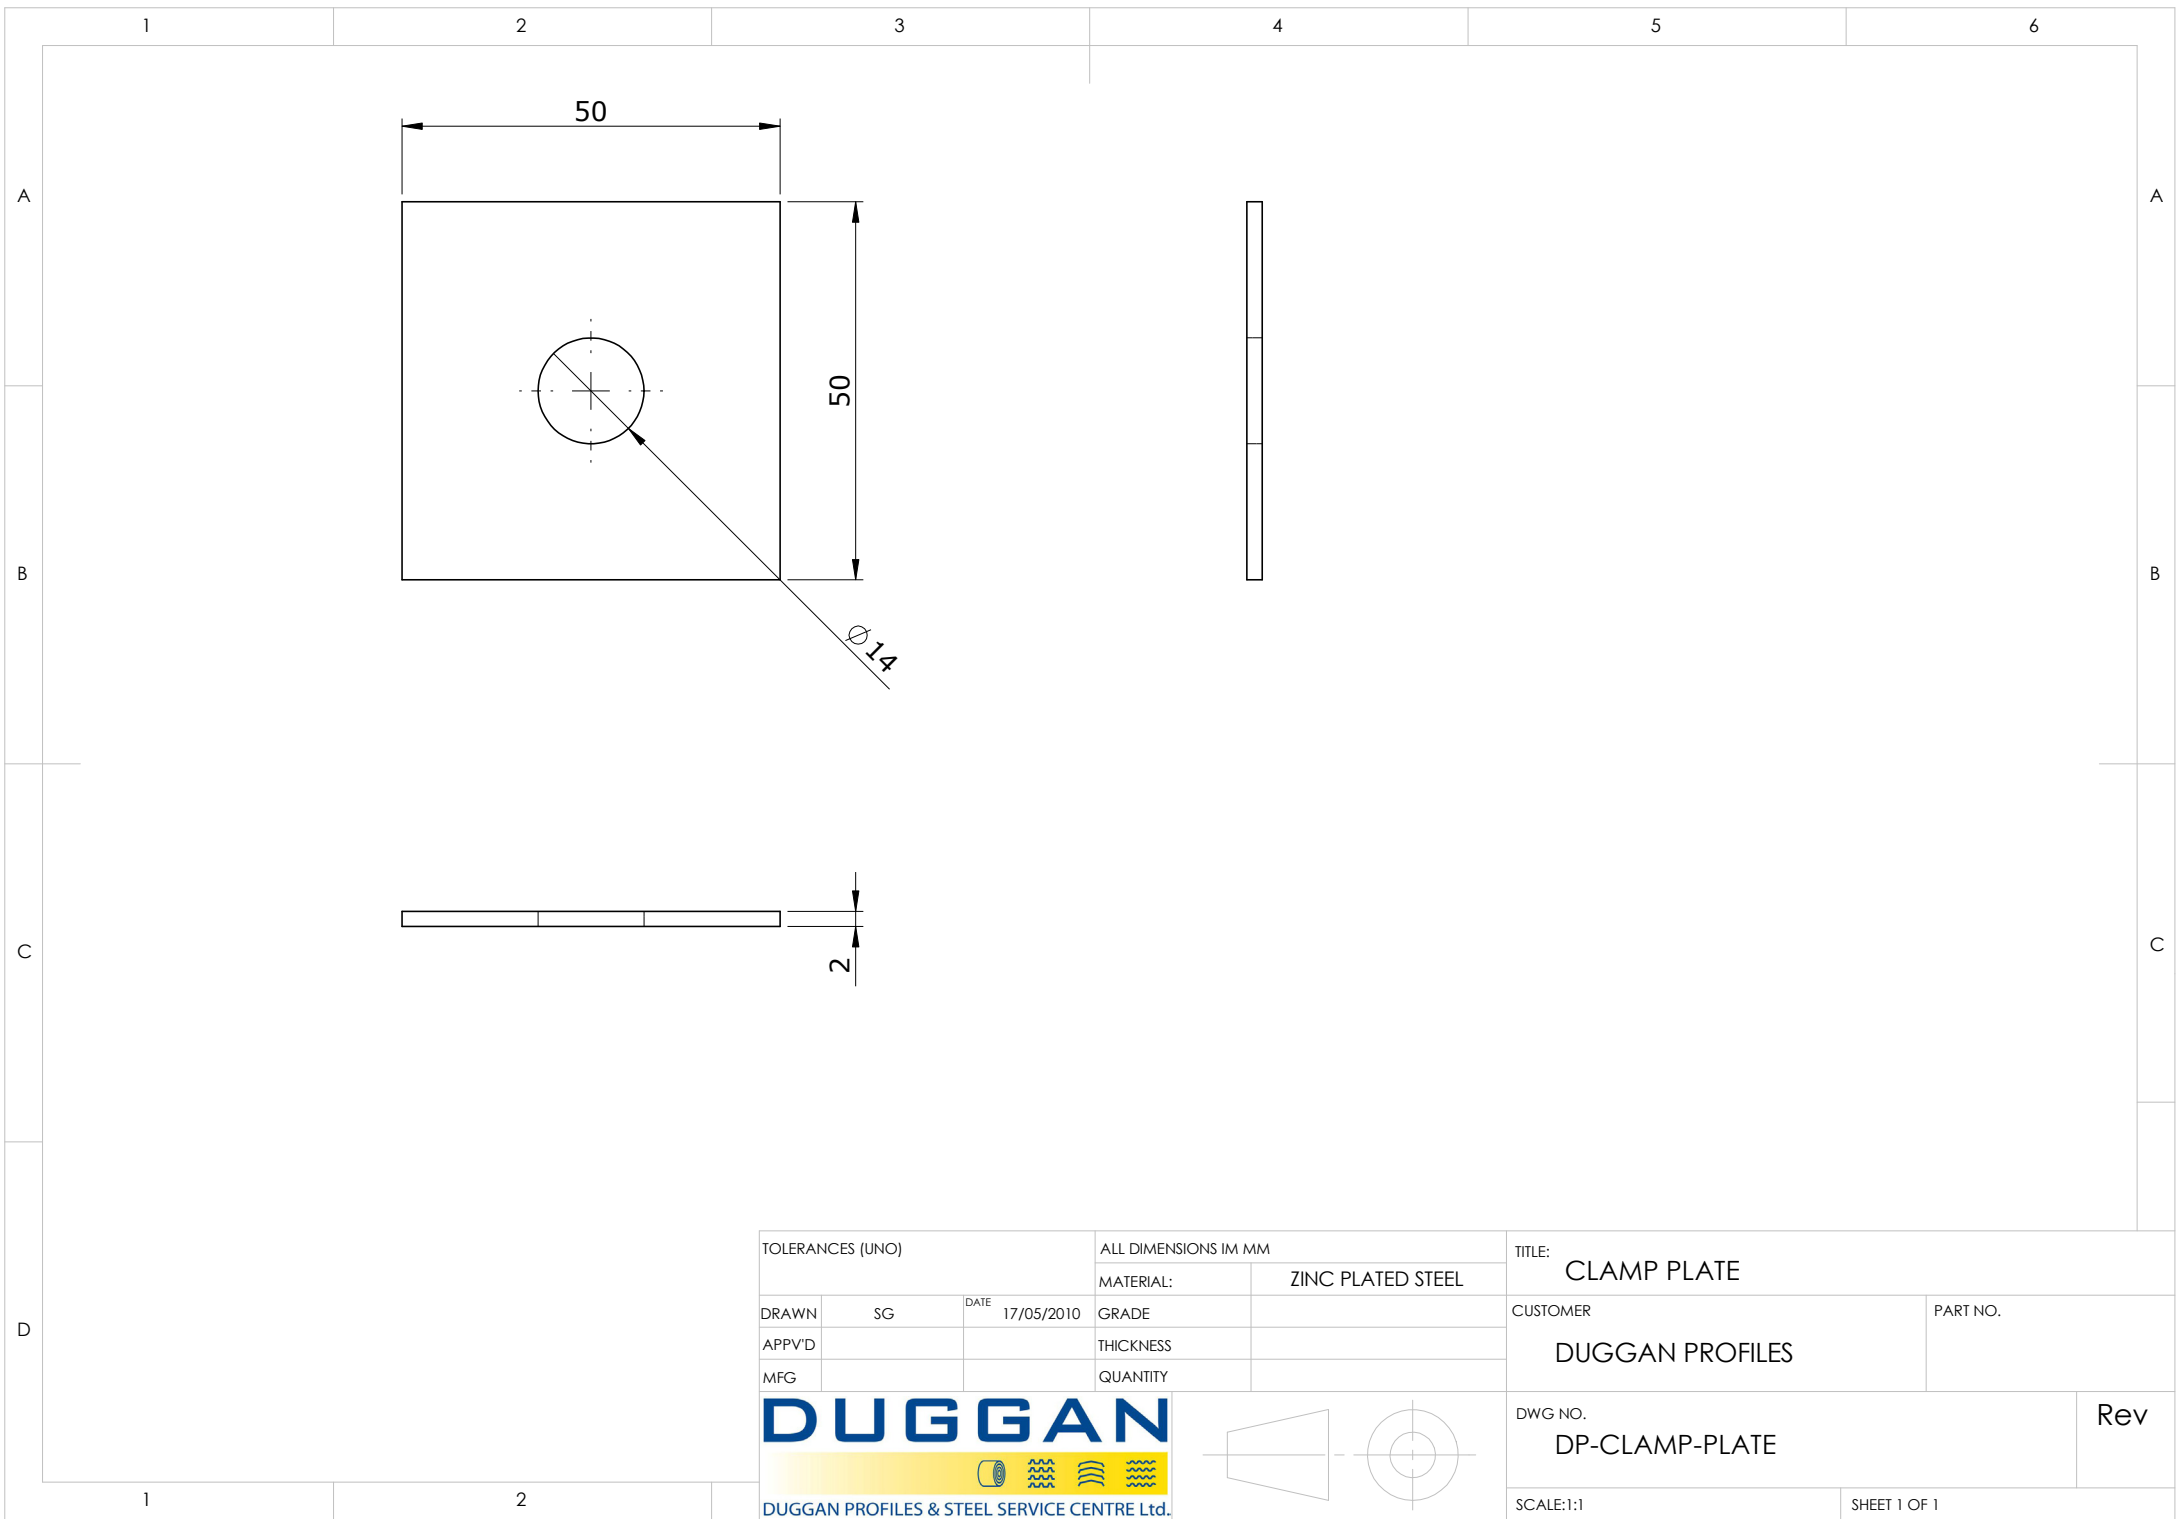 1 2 3 4 5 6
50
A A
50
B B
⌀14
C C
2
TOLERANCES (UNO)
ALL DIMENSIONS IM MM
MATERIAL: ZINC PLATED STEEL
TITLE: CLAMP PLATE
DRAWN SG DATE 17/05/2010 GRADE
CUSTOMER
DUGGAN PROFILES
PART NO.
D
APPV'D THICKNESS
MFG QUANTITY
DUGGAN
DUGGAN PROFILES & STEEL SERVICE CENTRE Ltd.
DWG NO.
DP-CLAMP-PLATE
Rev
SCALE:1:1
SHEET 1 OF 1
1 2